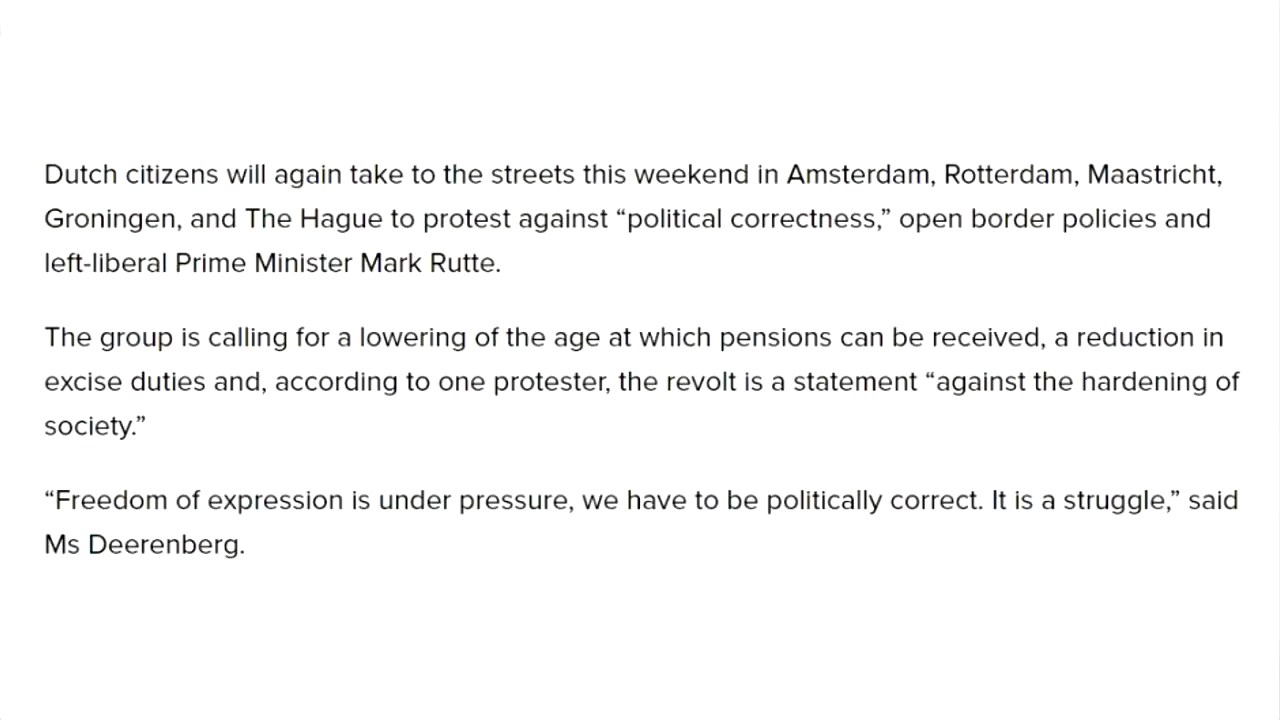 Dutch citizens will again take to the streets this weekend in Amsterdam, Rotterdam, Maastricht,
Groningen, and The Hague to protest against “political correctness,” open border policies and
left-liberal Prime Minister Mark Rutte.
The group is calling for a lowering of the age at which pensions can be received, a reduction in
excise duties and, according to one protester, the revolt is a statement “against the hardening of
society.”
“Freedom of expression is under pressure, we have to be politically correct. It is a struggle,” said
Ms Deerenberg.